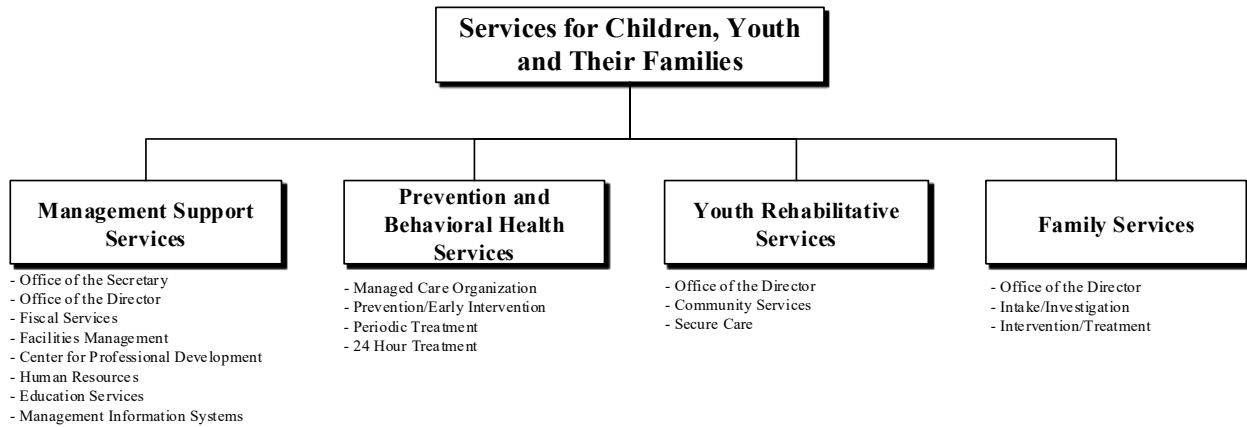 Services for Children, Youth
and Their Families
Management Support
Services
- Office of the Secretary
- Office of the Director
- Fiscal Services
- Facilities Management
- Center for Professional Development
- Human Resources
- Education Services
- Management Information Systems
Prevention and
Behavioral Health
Services
- Managed Care Organization
- Prevention/Early Intervention
- Periodic Treatment
- 24 Hour Treatment
Youth Rehabilitative
Services
- Office of the Director
- Community Services
- Secure Care
Family Services
- Office of the Director
- Intake/Investigation
- Intervention/Treatment